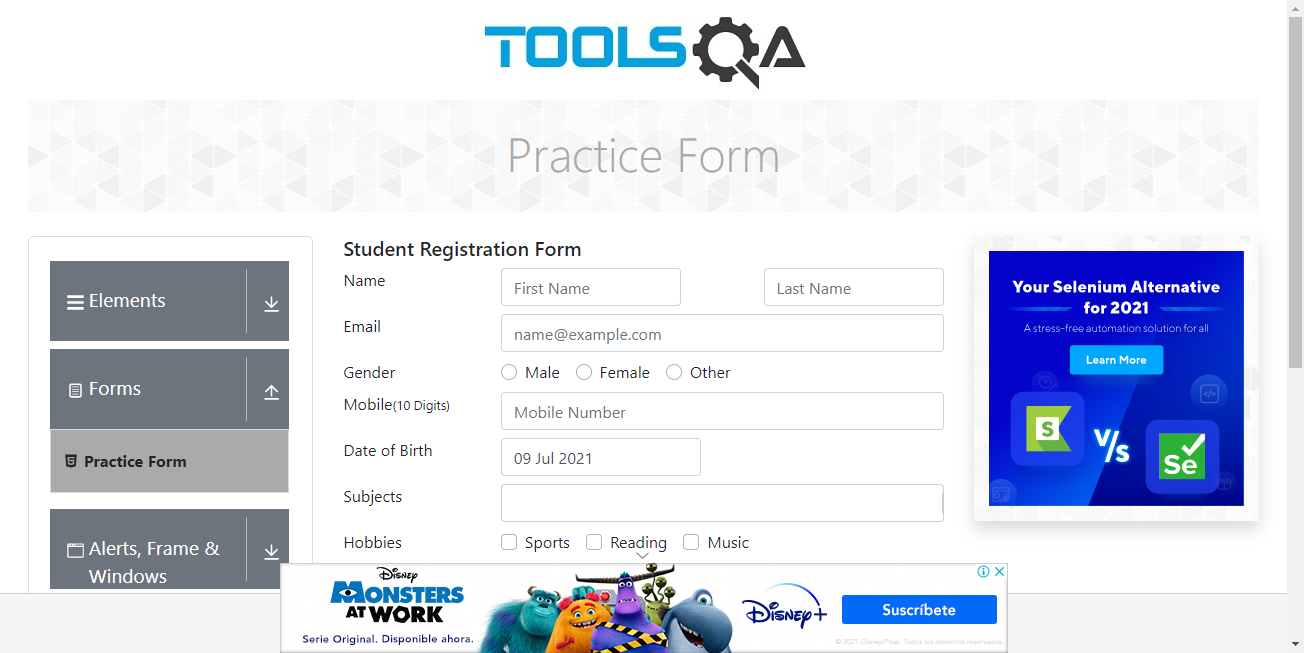 TOOLSQA
Practice Form
Elements
Forms
Practice Form
Alerts, Frame &
Windows
Student Registration Form
Name
First Name
Last Name
Email
name@example.com
Gender
Male
Female
Other
Mobile(10 Digits)
Mobile Number
Date of Birth
09 Jul 2021
Subjects
Hobbies
Sports
Reading
Music
Your Selenium Alternative
for 2021
A stress-free automation solution for all
Learn More
S
V/s
Se
Disney
MONSTERS
AT WORK
Serie Original. Disponible ahora.
Disney+
Suscríbete
© 2021 Disney/Pixar. Todos los derechos reservados.